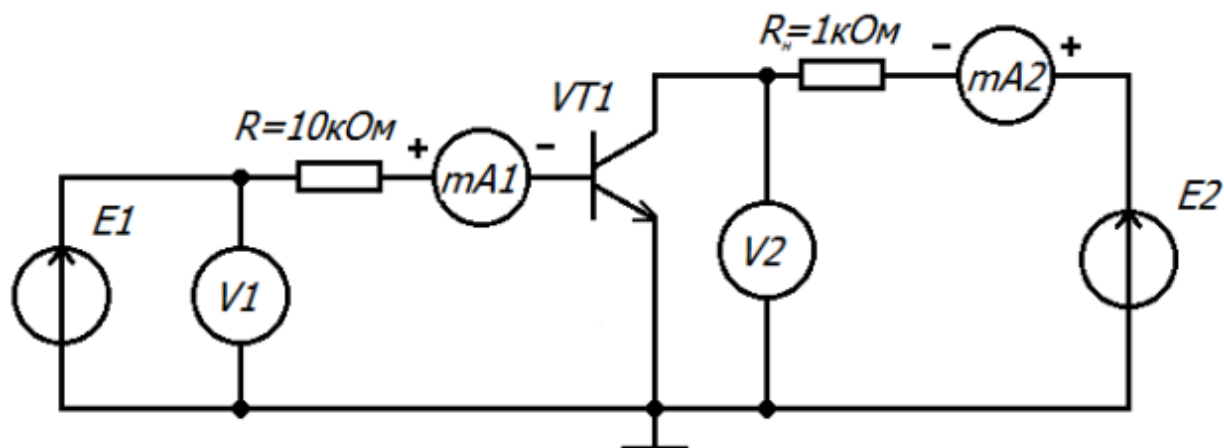 Rн=1кОм
- +
mA2
VT1
R=10кОм
+ -
mA1
E1
E2
V1
V2